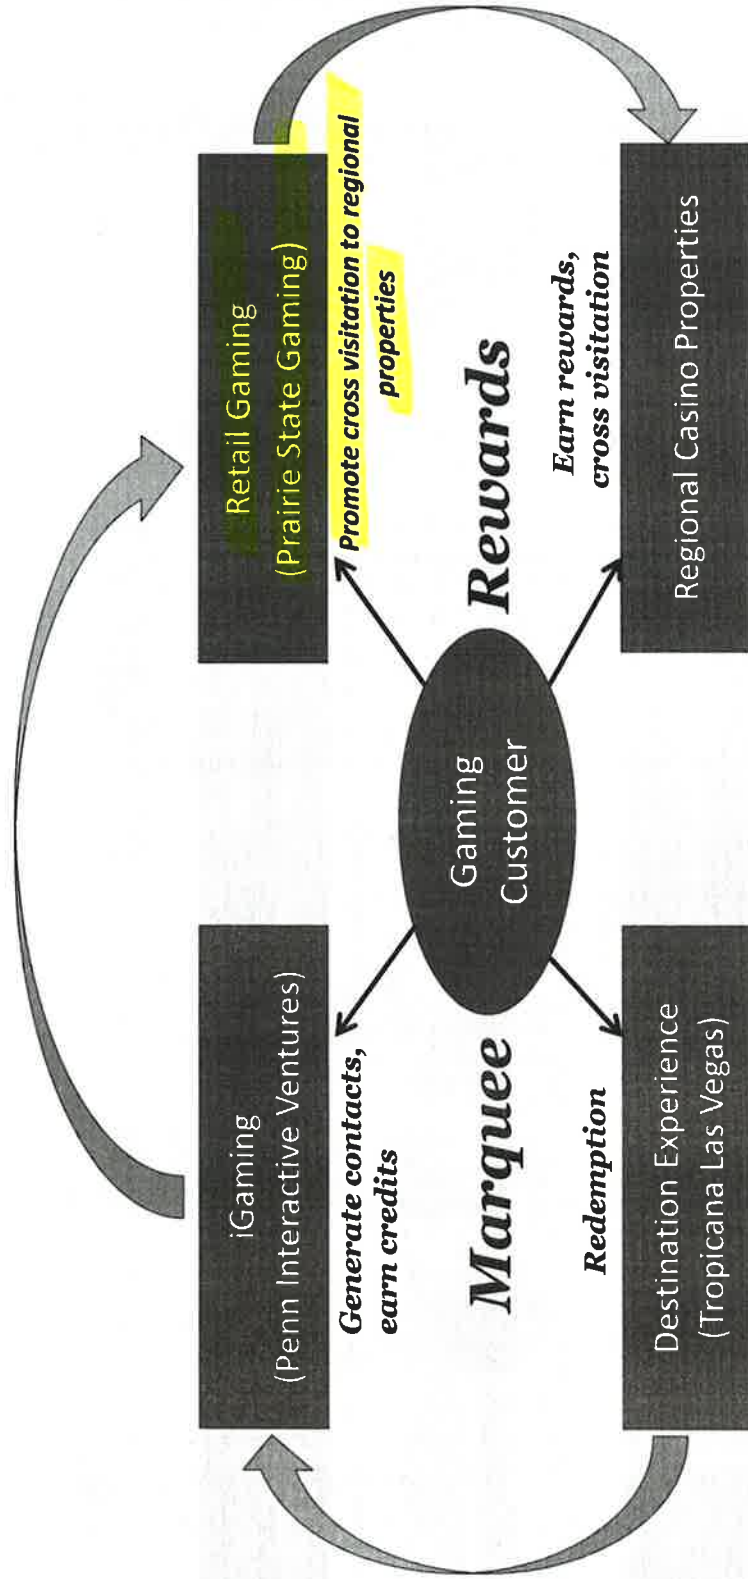 iGaming
(Penn Interactive Ventures)
Generate contacts,
earn credits
Retail Gaming
(Prairie State Gaming)
Promote cross visitation to regional
properties
Marquee
Gaming
Customer
Rewards
Redemption
Destination Experience
(Tropicana Las Vegas)
Earn rewards,
cross visitation
Regional Casino Properties